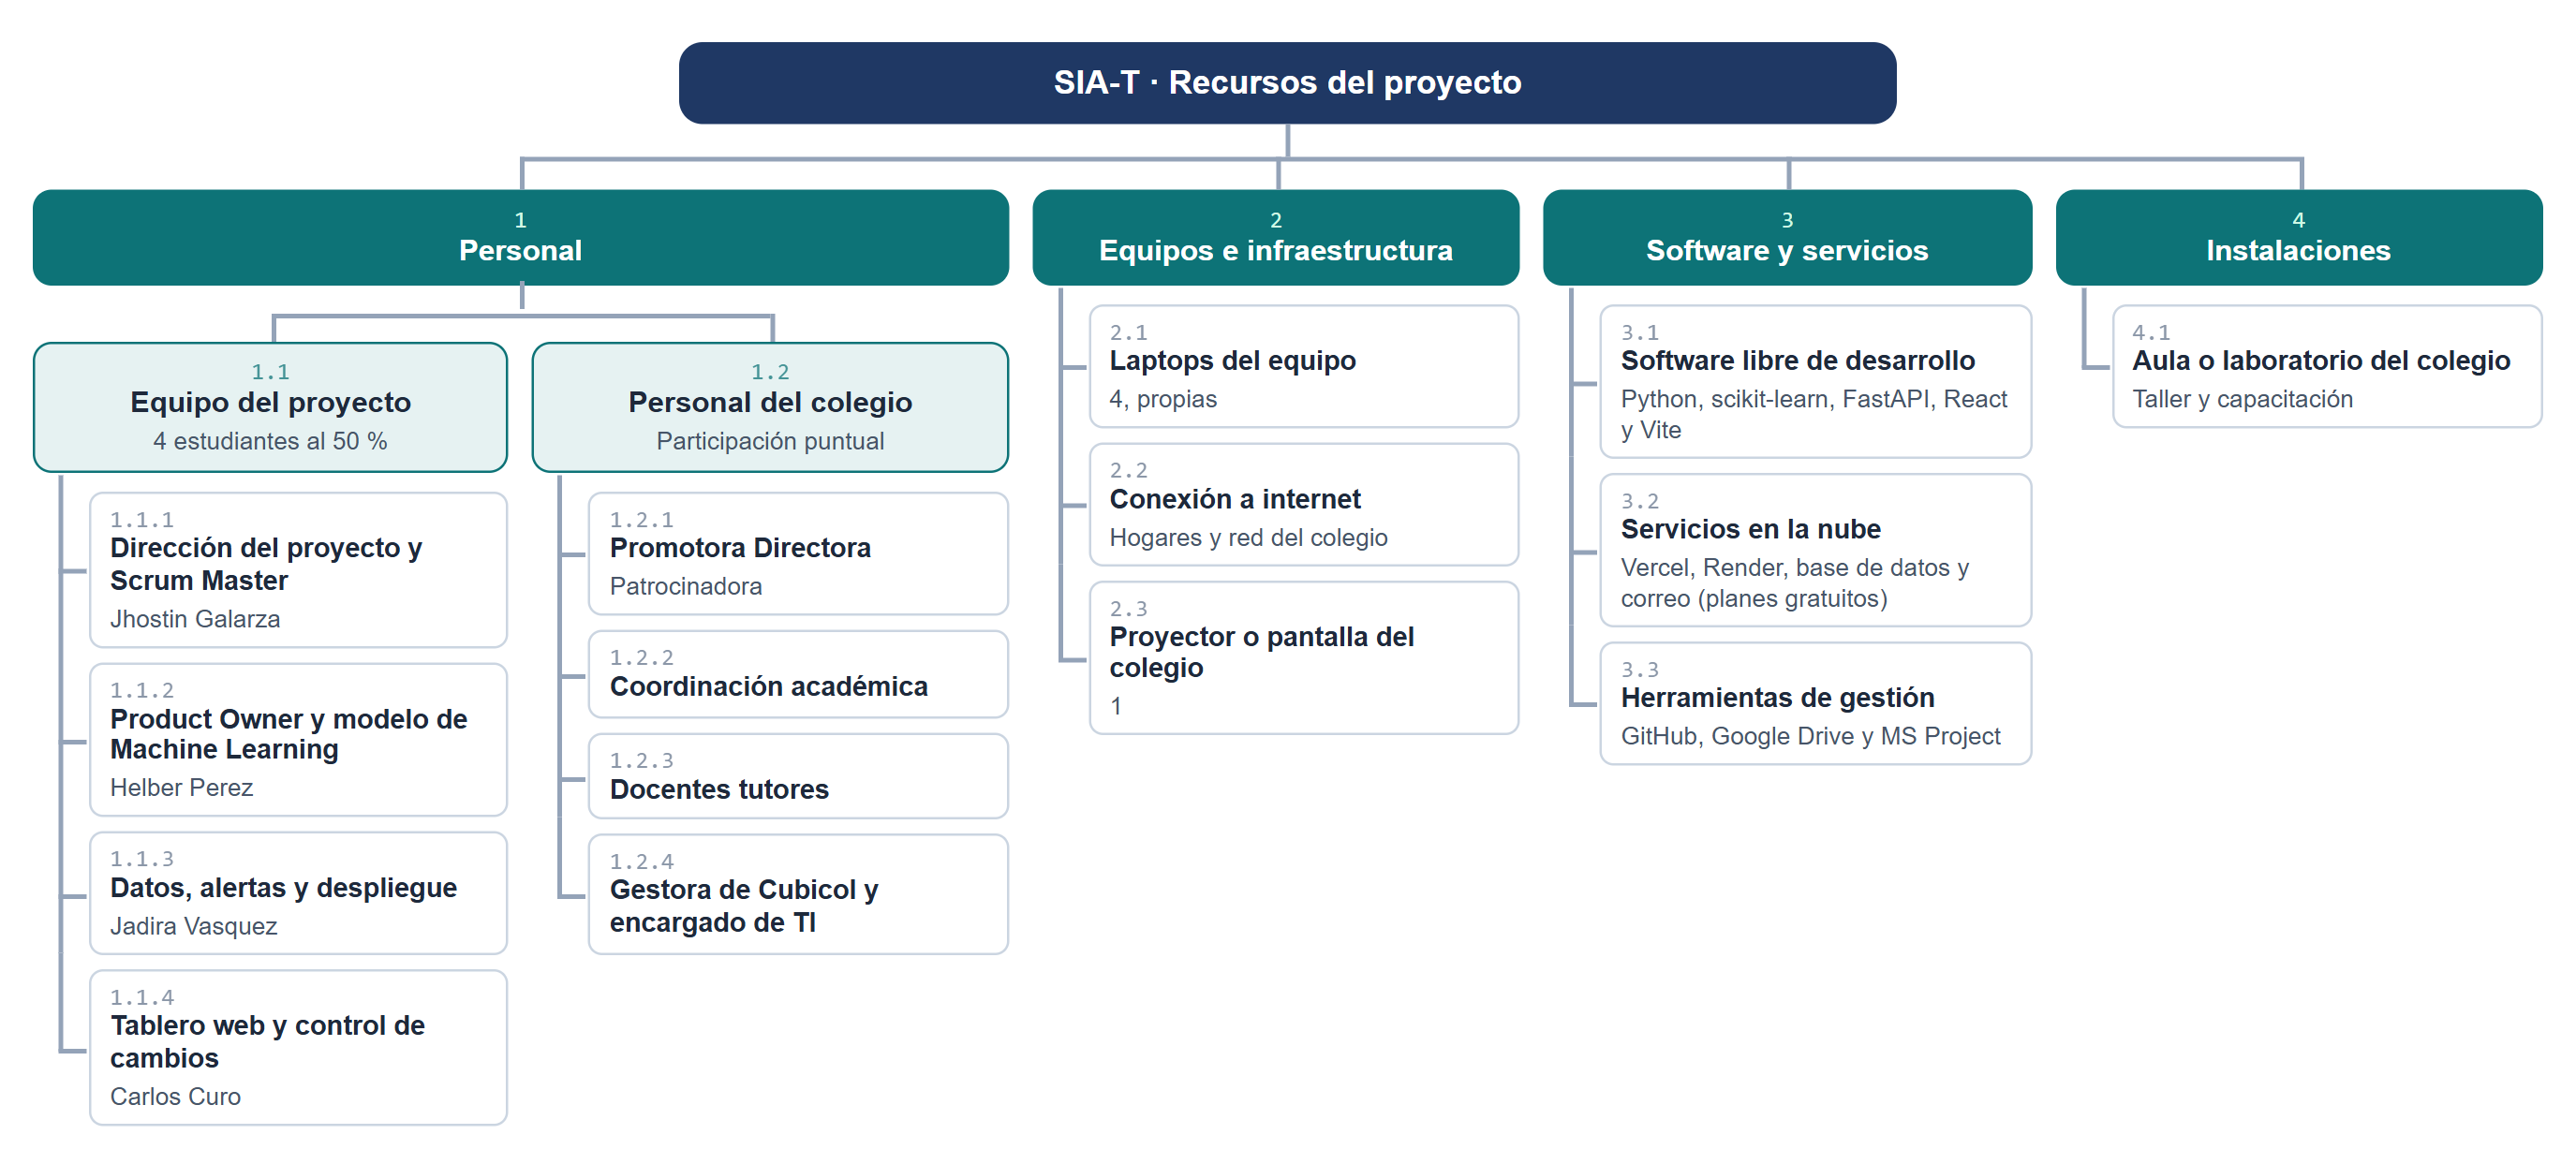 SIA-T · Recursos del proyecto
1
Personal
1.1
Equipo del proyecto
4 estudiantes al 50 %
1.1.1
Dirección del proyecto y
Scrum Master
Jhostin Galarza
1.1.2
Product Owner y modelo de
Machine Learning
Helber Perez
1.1.3
Datos, alertas y despliegue
Jadira Vasquez
1.1.4
Tablero web y control de
cambios
Carlos Curo
1.2
Personal del colegio
Participación puntual
1.2.1
Promotora Directora
Patrocinadora
1.2.2
Coordinación académica
1.2.3
Docentes tutores
1.2.4
Gestora de Cubicol y
encargado de TI
2
Equipos e infraestructura
2.1
Laptops del equipo
4, propias
2.2
Conexión a internet
Hogares y red del colegio
2.3
Proyector o pantalla del
colegio
1
3
Software y servicios
3.1
Software libre de desarrollo
Python, scikit-learn, FastAPI, React
y Vite
3.2
Servicios en la nube
Vercel, Render, base de datos y
correo (planes gratuitos)
3.3
Herramientas de gestión
GitHub, Google Drive y MS Project
4
Instalaciones
4.1
Aula o laboratorio del colegio
Taller y capacitación